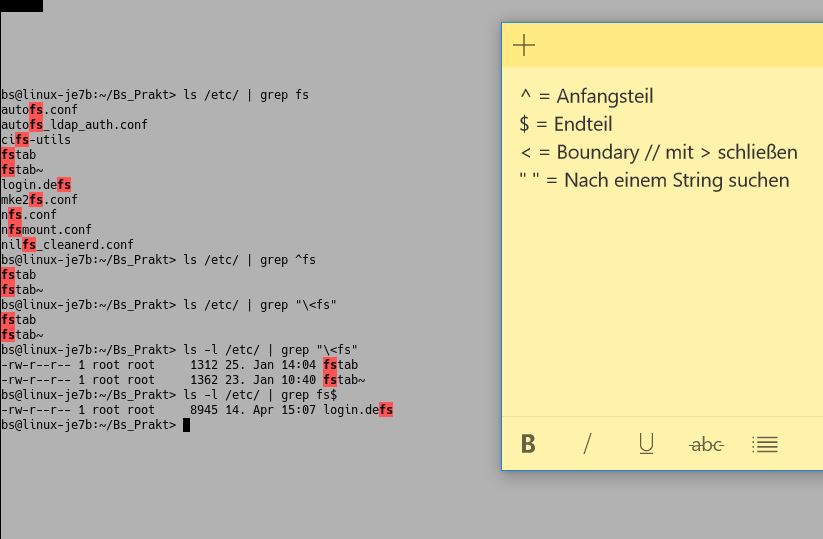 bs@linux-je7b:~/Bs_Prakt> ls /etc/ | grep fs
autofs.conf
autofs_ldap_auth.conf
cifs-utils
fstab
fstab~
login.defs
mke2fs.conf
nfs.conf
nfsmount.conf
nilfs_cleanerd.conf
bs@linux-je7b:~/Bs_Prakt> ls /etc/ | grep ^fs
fstab
fstab~
bs@linux-je7b:~/Bs_Prakt> ls /etc/ | grep "\<fs"
fstab
fstab~
bs@linux-je7b:~/Bs_Prakt> ls -l /etc/ | grep "\<fs"
-rw-r--r-- 1 root root     1312 25. Jan 14:04 fstab
-rw-r--r-- 1 root root     1362 23. Jan 10:40 fstab~
bs@linux-je7b:~/Bs_Prakt> ls -l /etc/ | grep fs$
-rw-r--r-- 1 root root     8945 14. Apr 15:07 login.defs
bs@linux-je7b:~/Bs_Prakt>
^ = Anfangsteil
$ = Endteil
< = Boundary // mit > schließen
" " = Nach einem String suchen
B / U abc